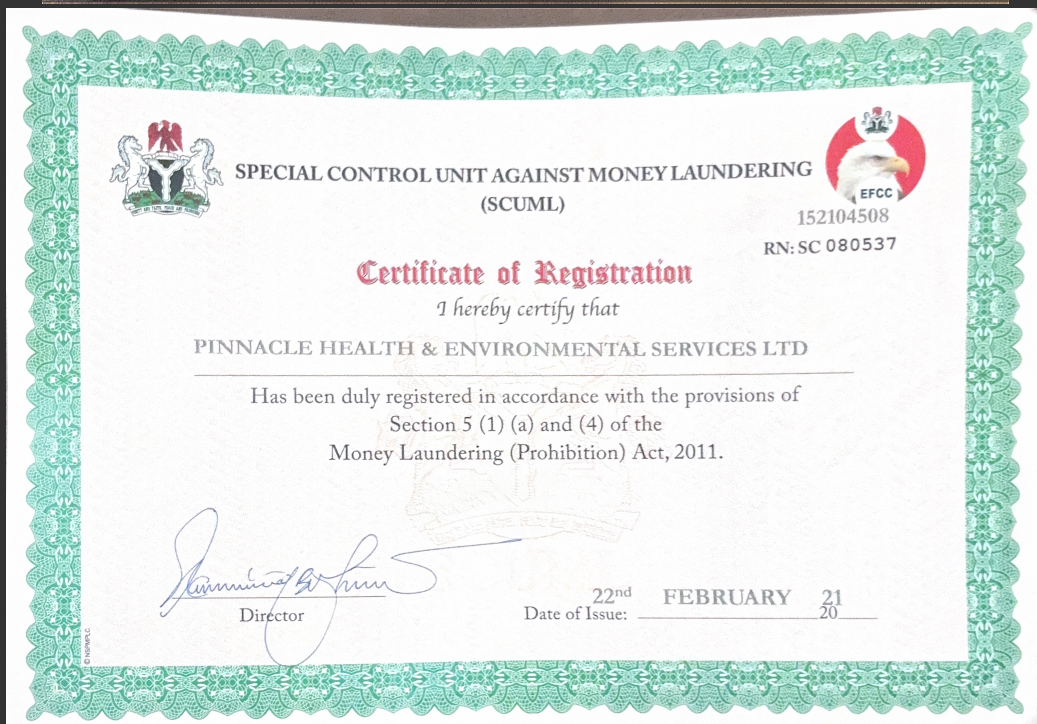 SPECIAL CONTROL UNIT AGAINST MONEY LAUNDERING
(SCUML)
EFCC
152104508
RN: SC 080537
Certificate of Registration
I hereby certify that
PINNACLE HEALTH & ENVIRONMENTAL SERVICES LTD
Has been duly registered in accordance with the provisions of
Section 5 (1) (a) and (4) of the
Money Laundering (Prohibition) Act, 2011.
Director
22nd FEBRUARY 21
Date of Issue: 20
© NSPMPLC